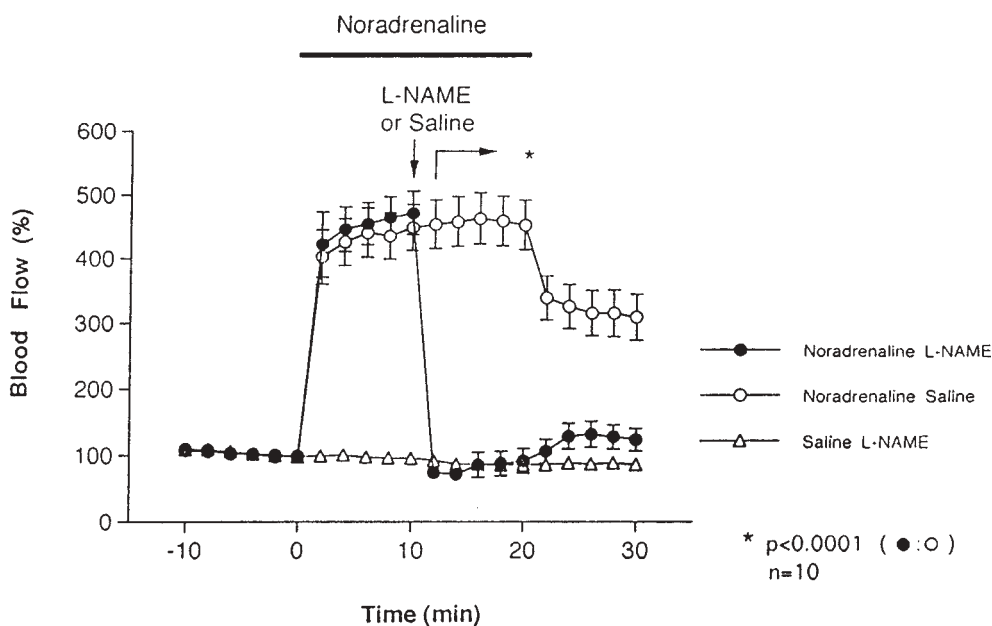 Noradrenaline
L-NAME
or Saline
*
600
500
400
300
200
100
0
Blood Flow (%)
-10
0
10
20
30
Time (min)
Noradrenaline L-NAME
Noradrenaline Saline
Saline L-NAME
* p<0.0001 ( ●:○ )
n=10